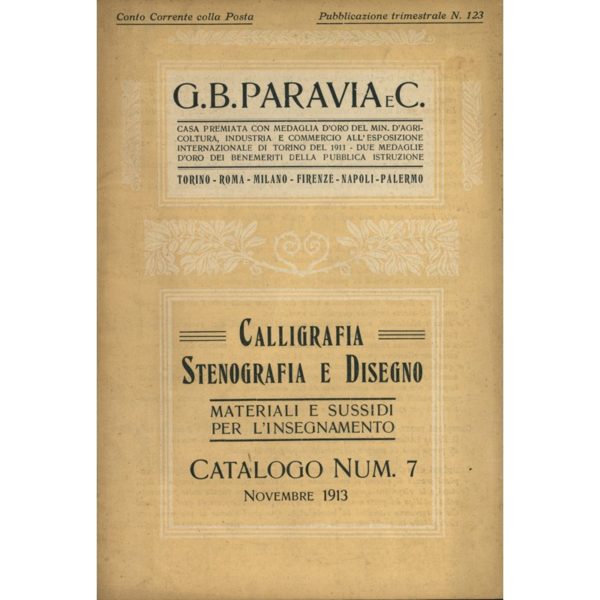 Conto Corrente colla Posta Pubblicazione trimestrale N. 123
G. B. PARAVIA E C.
CASA PREMIATA CON MEDAGLIA D'ORO DEL MIN. D'AGRI-
COLTURA, INDUSTRIA E COMMERCIO ALL'ESPOSIZIONE
INTERNAZIONALE DI TORINO DEL 1911 - DUE MEDAGLIE
D'ORO DEI BENEMERITI DELLA PUBBLICA ISTRUZIONE
TORINO - ROMA - MILANO - FIRENZE - NAPOLI - PALERMO
CALLIGRAFIA
STENOGRAFIA E DISEGNO
MATERIALI E SUSSIDI
PER L'INSEGNAMENTO
CATALOGO NUM. 7
NOVEMBRE 1913